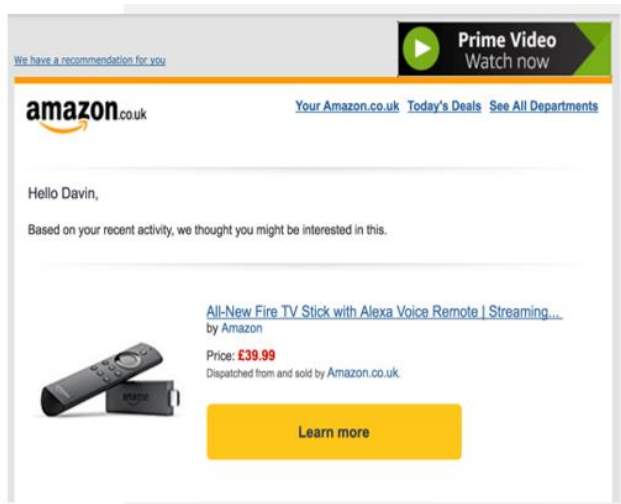 Prime Video
Watch now
We have a recommendation for you
amazon.co.uk
Your Amazon.co.uk Today's Deals See All Departments
Hello Davin,
Based on your recent activity, we thought you might be interested in this.
All-New Fire TV Stick with Alexa Voice Remote | Streaming...
by Amazon
Price: £39.99
Dispatched from and sold by Amazon.co.uk.
amazon
Learn more